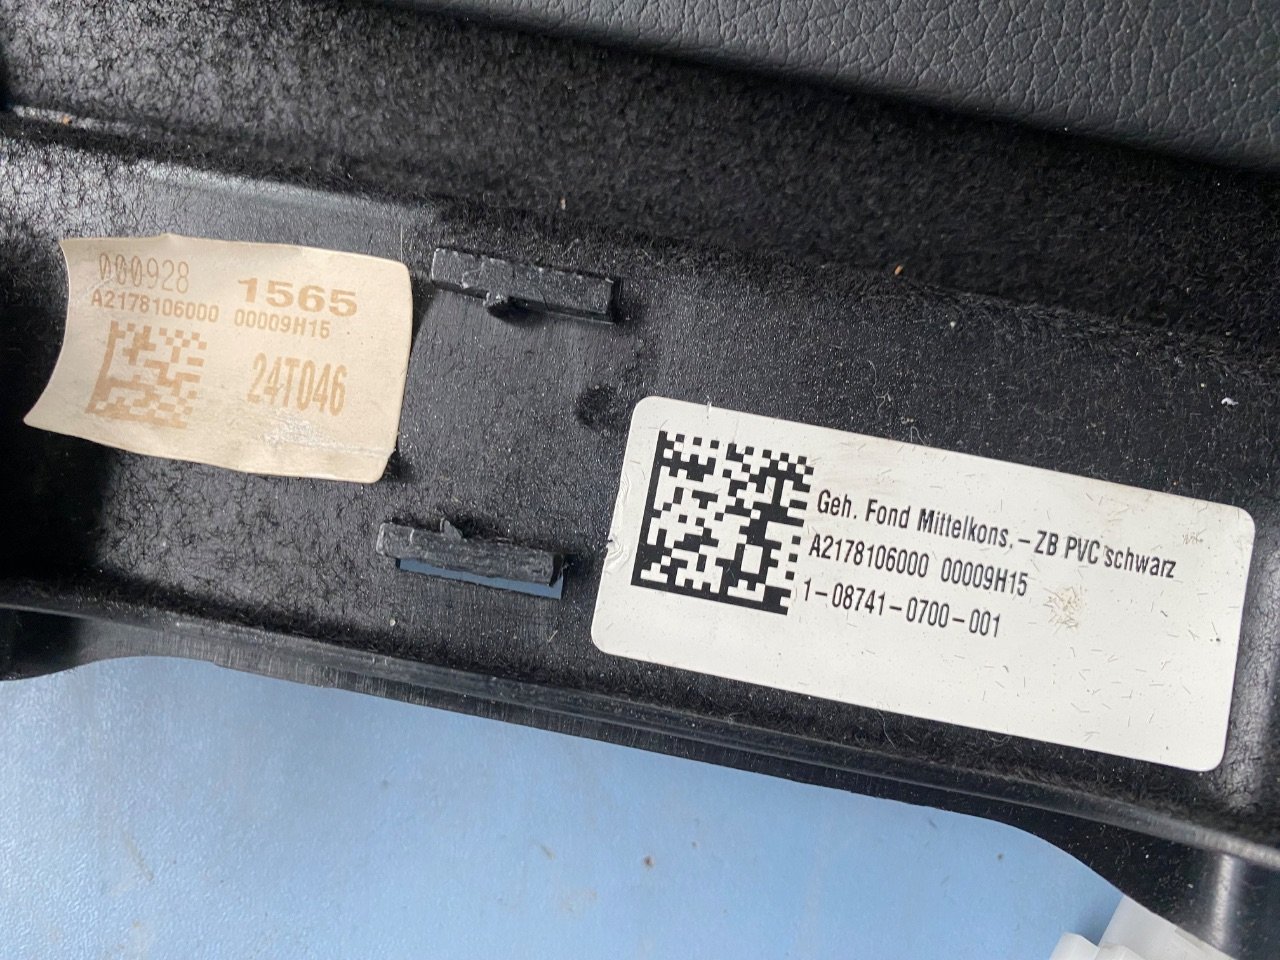 000928 1565
A2178106000 00009H15
24T046
Geh. Fond Mittelkons.-ZB PVC schwarz
A2178106000 00009H15
1-08741-0700-001